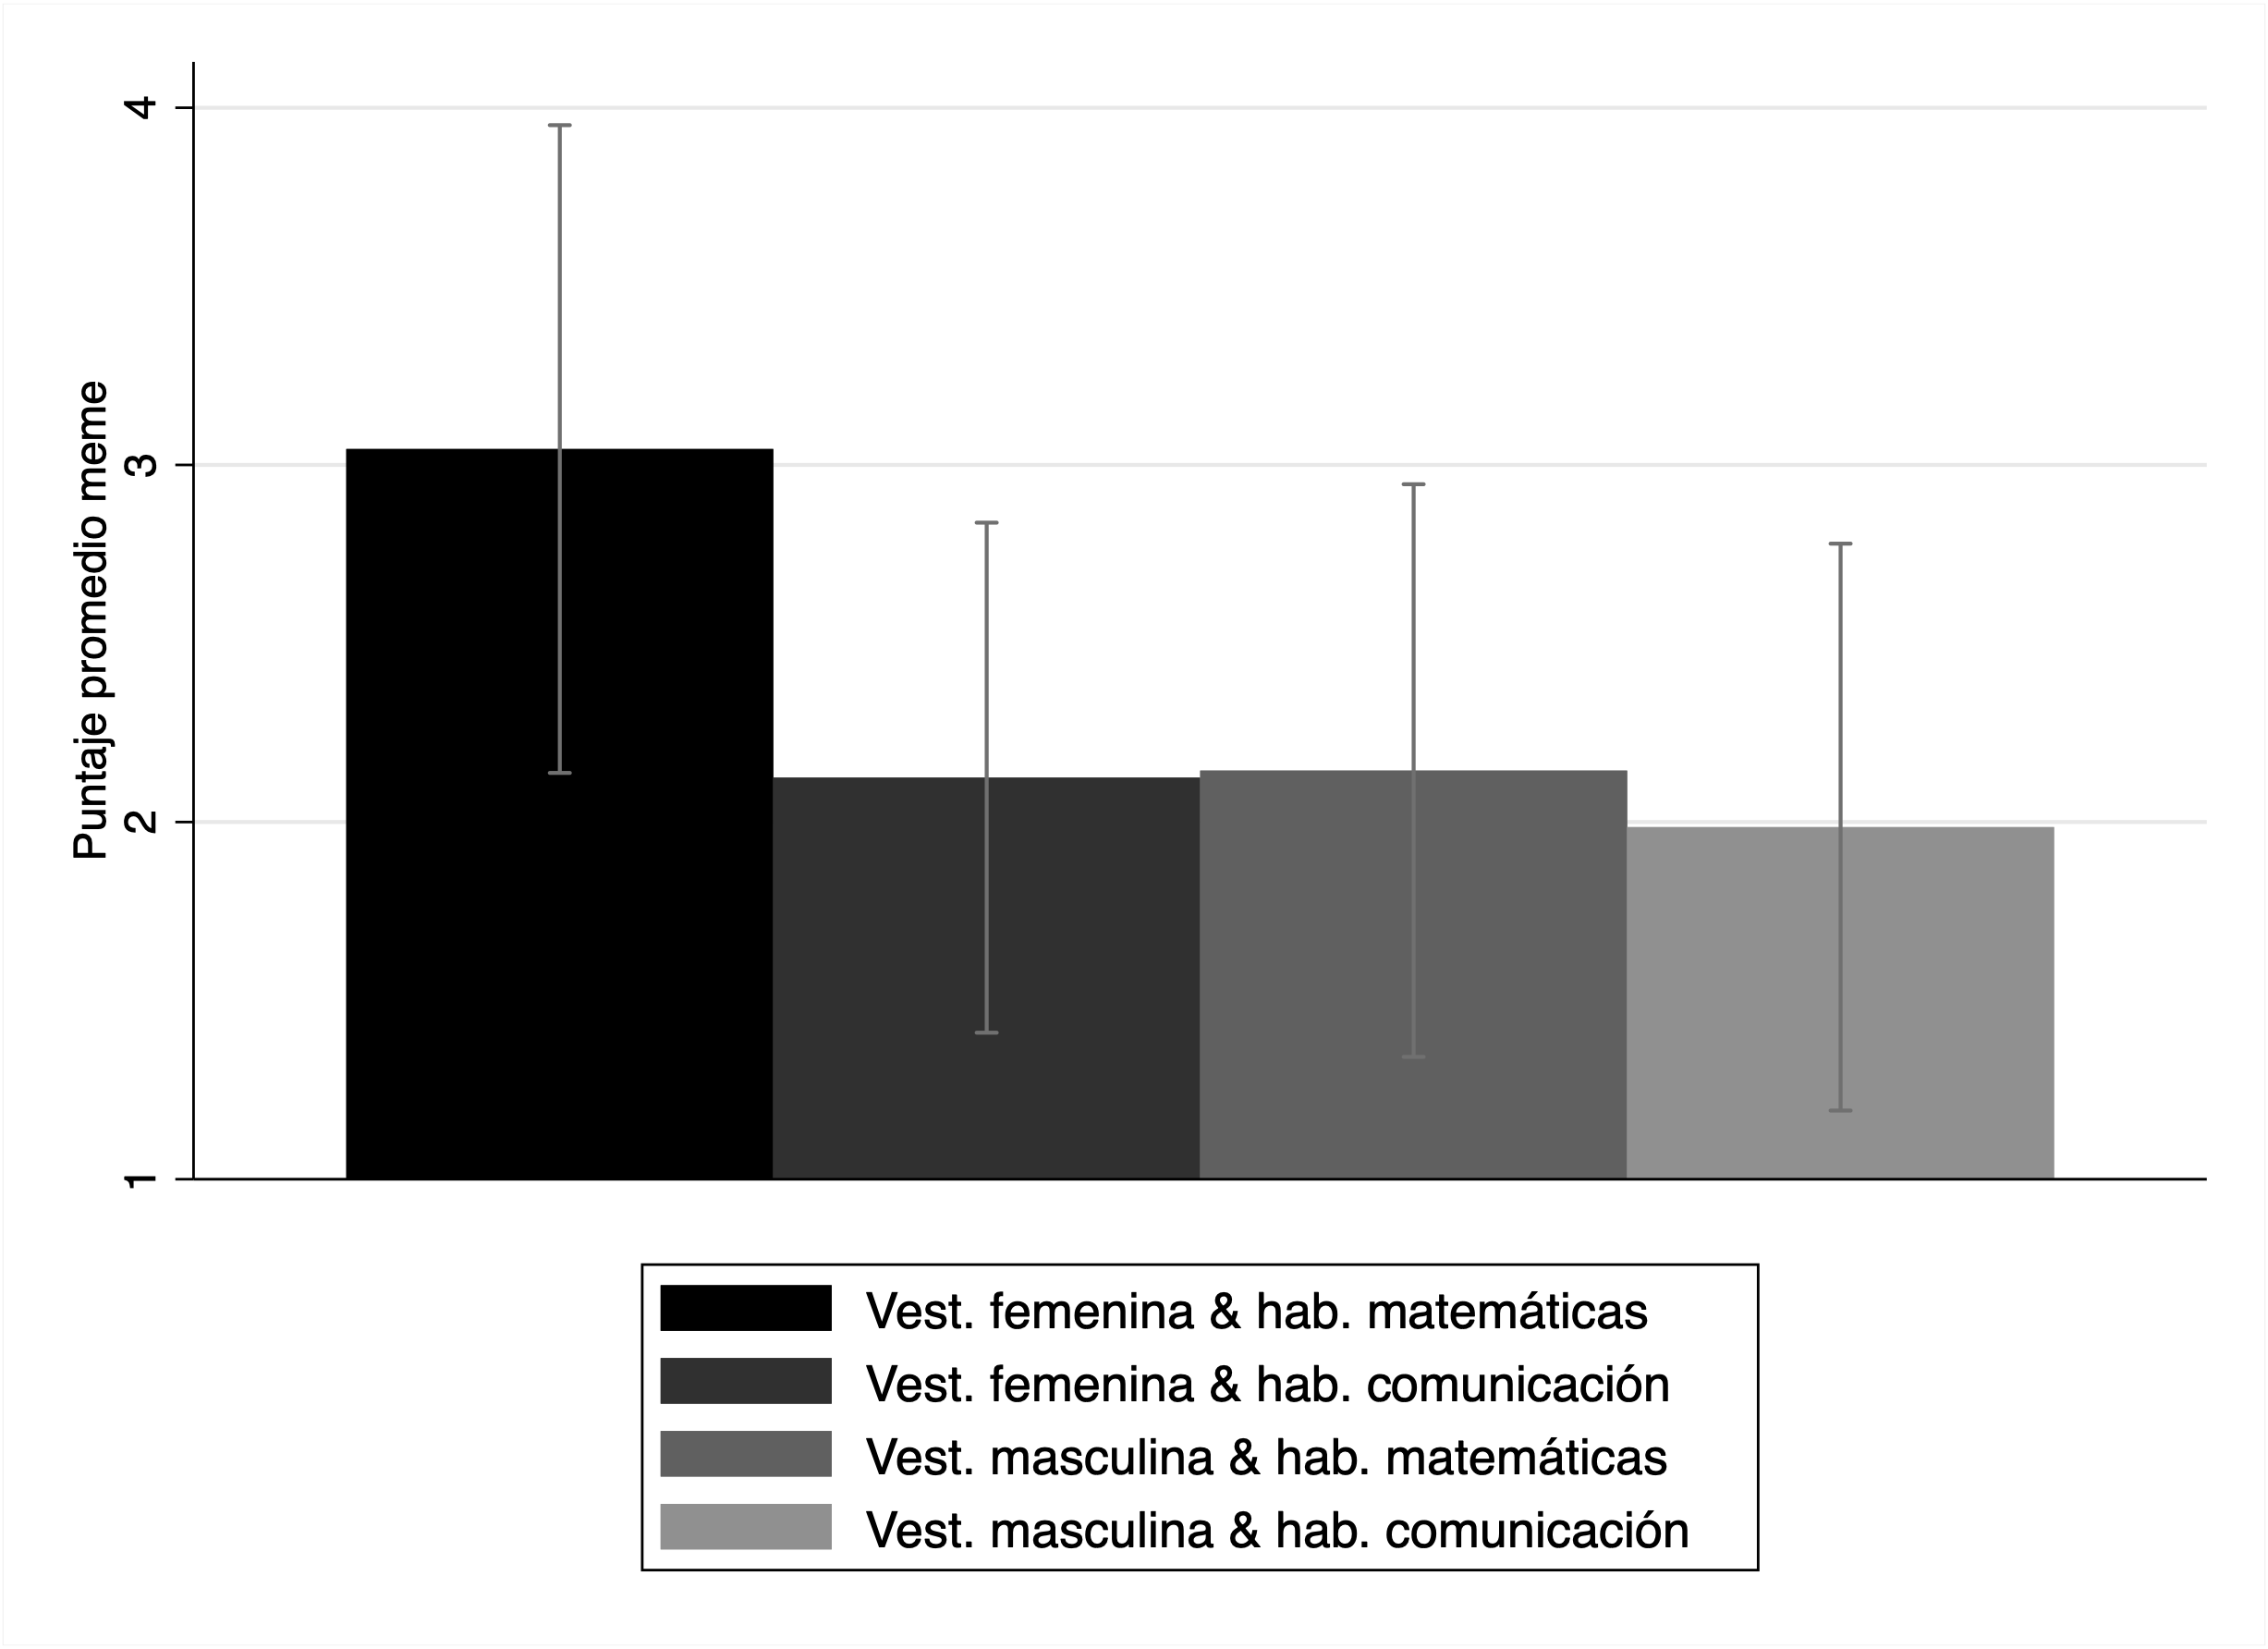 Puntaje promedio meme
4
3
2
1
Vest. femenina & hab. matemáticas
Vest. femenina & hab. comunicación
Vest. masculina & hab. matemáticas
Vest. masculina & hab. comunicación